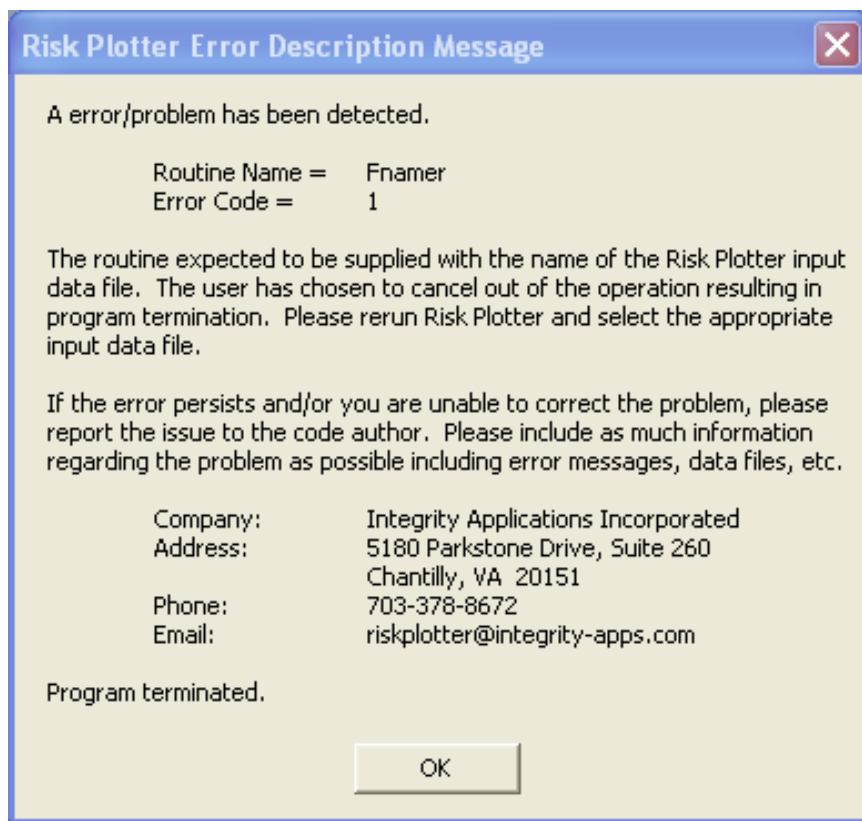 Risk Plotter Error Description Message
A error/problem has been detected.
Routine Name = Fnamer
Error Code = 1
The routine expected to be supplied with the name of the Risk Plotter input
data file. The user has chosen to cancel out of the operation resulting in
program termination. Please rerun Risk Plotter and select the appropriate
input data file.
If the error persists and/or you are unable to correct the problem, please
report the issue to the code author. Please include as much information
regarding the problem as possible including error messages, data files, etc.
Company: Integrity Applications Incorporated
Address: 5180 Parkstone Drive, Suite 260
Chantilly, VA 20151
Phone: 703-378-8672
Email: riskplotter@integrity-apps.com
Program terminated.
OK